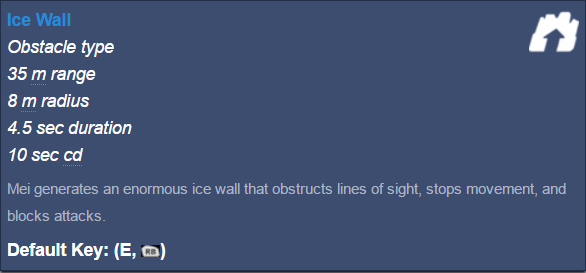 Ice Wall
Obstacle type
35 m range
8 m radius
4.5 sec duration
10 sec cd
Mei generates an enormous ice wall that obstructs lines of sight, stops movement, and
blocks attacks.
Default Key: (E, RB)